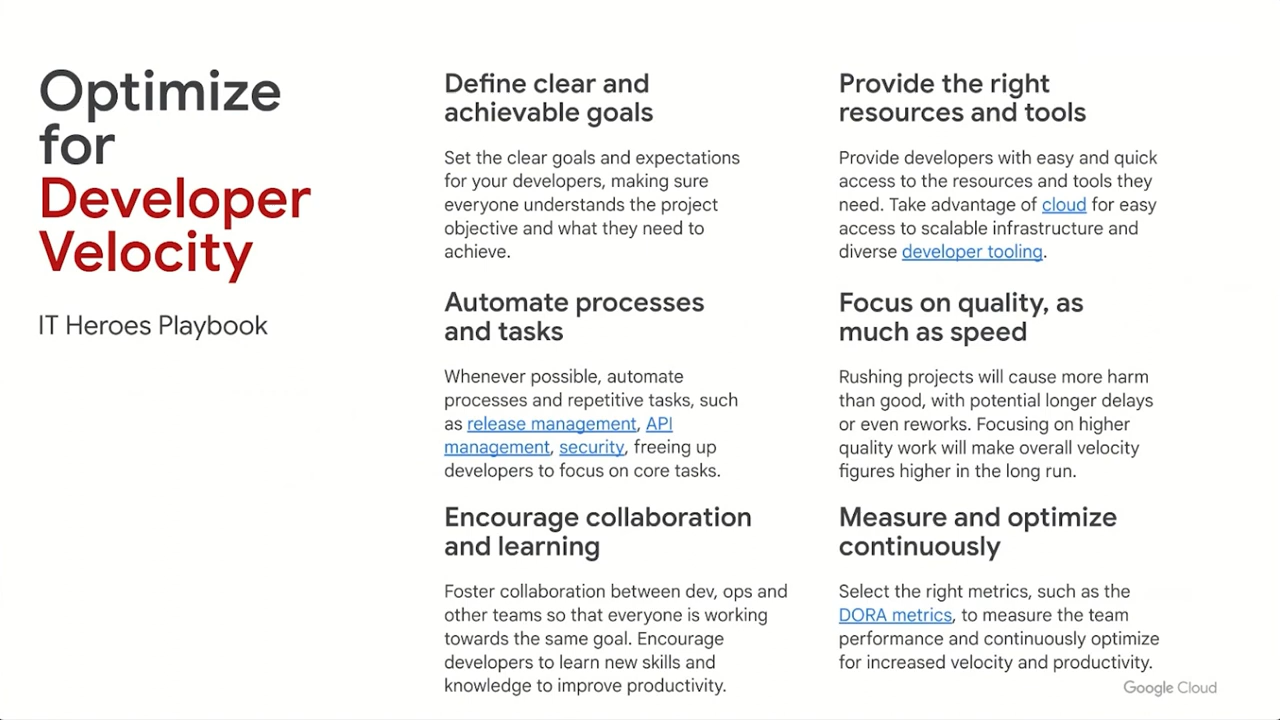 Optimize
for
Developer
Velocity
IT Heroes Playbook
Define clear and
achievable goals
Set the clear goals and expectations
for your developers, making sure
everyone understands the project
objective and what they need to
achieve.
Automate processes
and tasks
Whenever possible, automate
processes and repetitive tasks, such
as release management, API
management, security, freeing up
developers to focus on core tasks.
Encourage collaboration
and learning
Foster collaboration between dev, ops and
other teams so that everyone is working
towards the same goal. Encourage
developers to learn new skills and
knowledge to improve productivity.
Provide the right
resources and tools
Provide developers with easy and quick
access to the resources and tools they
need. Take advantage of cloud for easy
access to scalable infrastructure and
diverse developer tooling.
Focus on quality, as
much as speed
Rushing projects will cause more harm
than good, with potential longer delays
or even reworks. Focusing on higher
quality work will make overall velocity
figures higher in the long run.
Measure and optimize
continuously
Select the right metrics, such as the
DORA metrics, to measure the team
performance and continuously optimize
for increased velocity and productivity.
Google Cloud